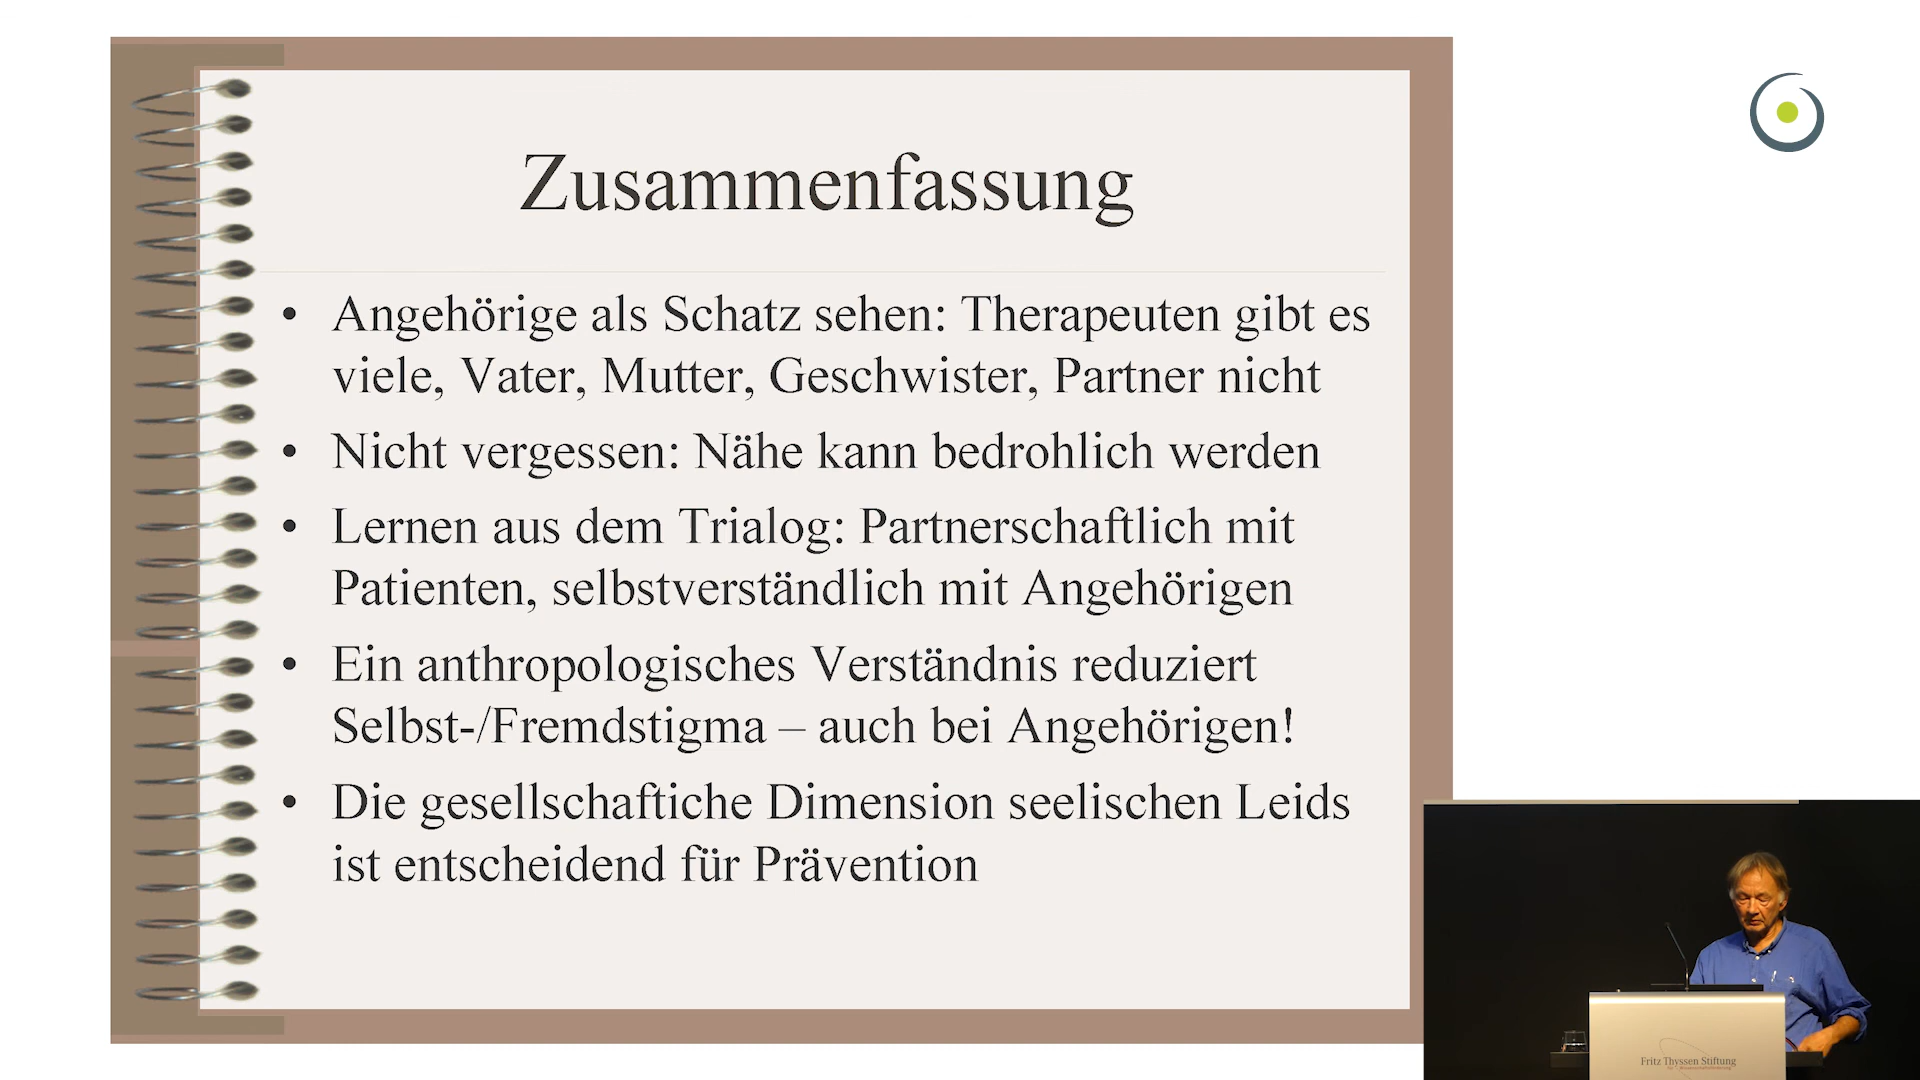 Zusammenfassung
• Angehörige als Schatz sehen: Therapeuten gibt es
viele, Vater, Mutter, Geschwister, Partner nicht
• Nicht vergessen: Nähe kann bedrohlich werden
• Lernen aus dem Trialog: Partnerschaftlich mit
Patienten, selbstverständlich mit Angehörigen
• Ein anthropologisches Verständnis reduziert
Selbst-/Fremdstigma – auch bei Angehörigen!
• Die gesellschaftiche Dimension seelischen Leids
ist entscheidend für Prävention
Fritz Thyssen Stiftung